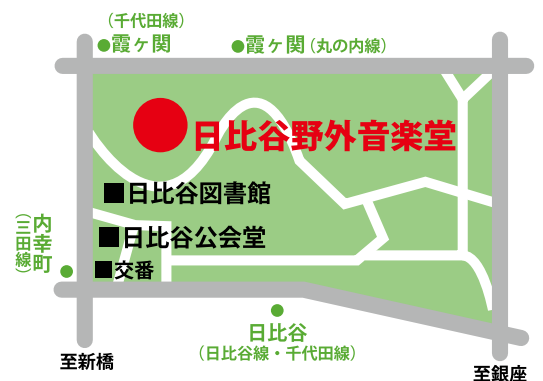 （千代田線）
霞ヶ関
霞ヶ関（丸の内線）
日比谷野外音楽堂
日比谷図書館
日比谷公会堂
交番
内幸町
（三田線）
日比谷
（日比谷線・千代田線）
至新橋
至銀座